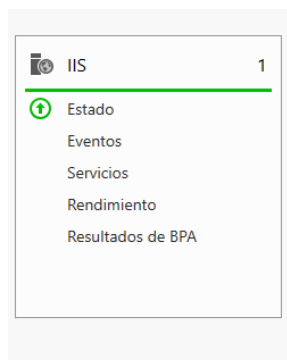 IIS 1
Estado
Eventos
Servicios
Rendimiento
Resultados de BPA